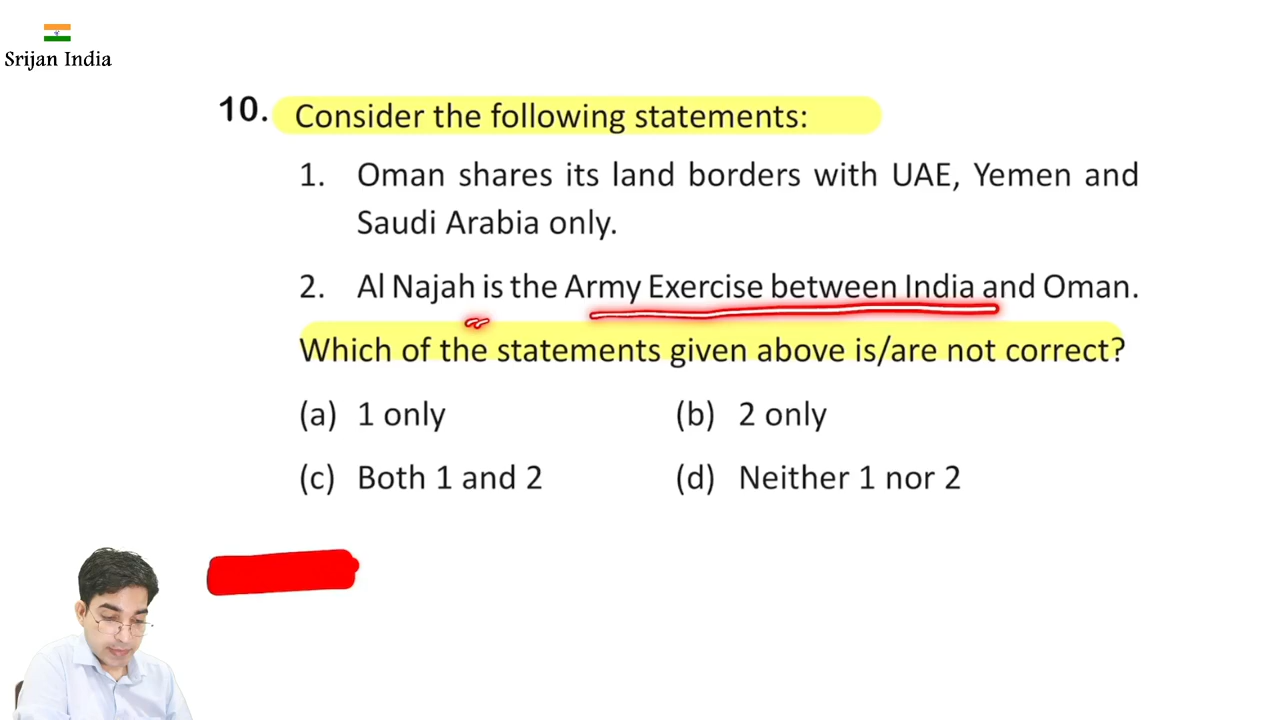 Srijan India
10. Consider the following statements:
1. Oman shares its land borders with UAE, Yemen and
Saudi Arabia only.
2. Al Najah is the Army Exercise between India and Oman.
Which of the statements given above is/are not correct?
(a) 1 only (b) 2 only
(c) Both 1 and 2 (d) Neither 1 nor 2